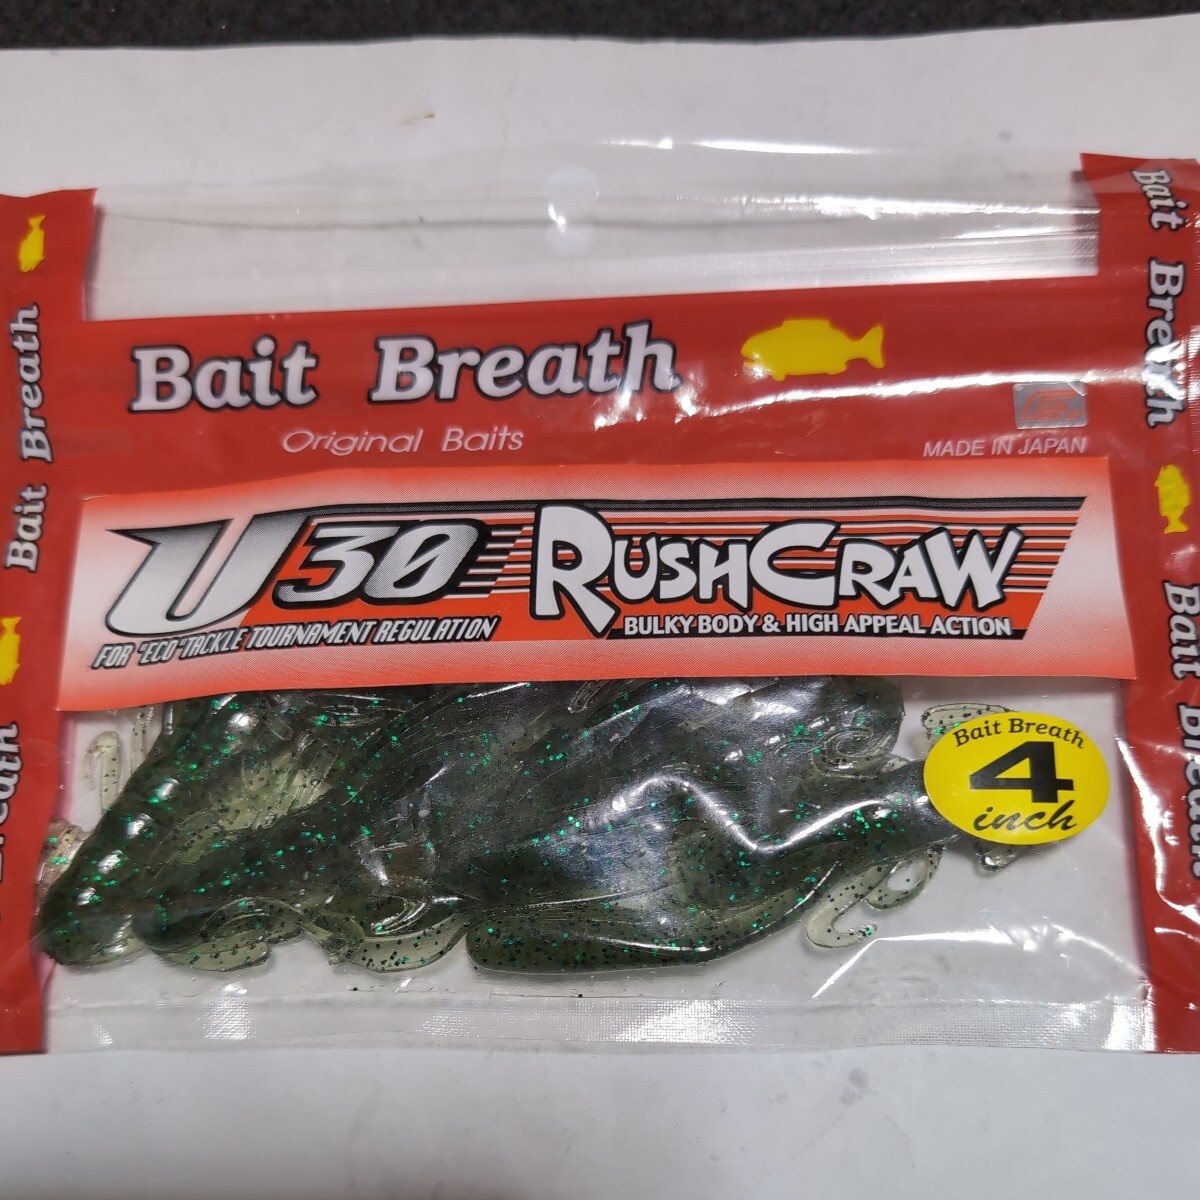 Bait Breath
Original Baits
MADE IN JAPAN
U30 RUSHCRAW
FOR "ECO" TACKLE TOURNAMENT REGULATION
BULKY BODY & HIGH APPEAL ACTION
Bait Breath
4
inch
Bait Breath
Breath
Bait Breath
Bait Breath